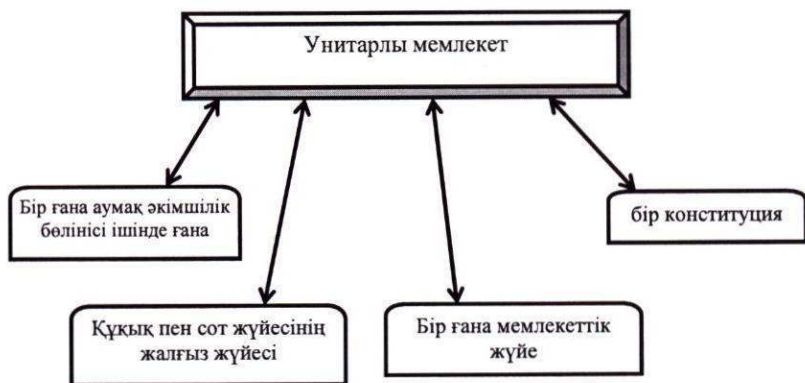 Унитарлы мемлекет
Бір ғана аумақ әкімшілік
бөлінісі ішінде ғана
бір конституция
Құқық пен сот жүйесінің
жалғыз жүйесі
Бір ғана мемлекеттік
жүйе